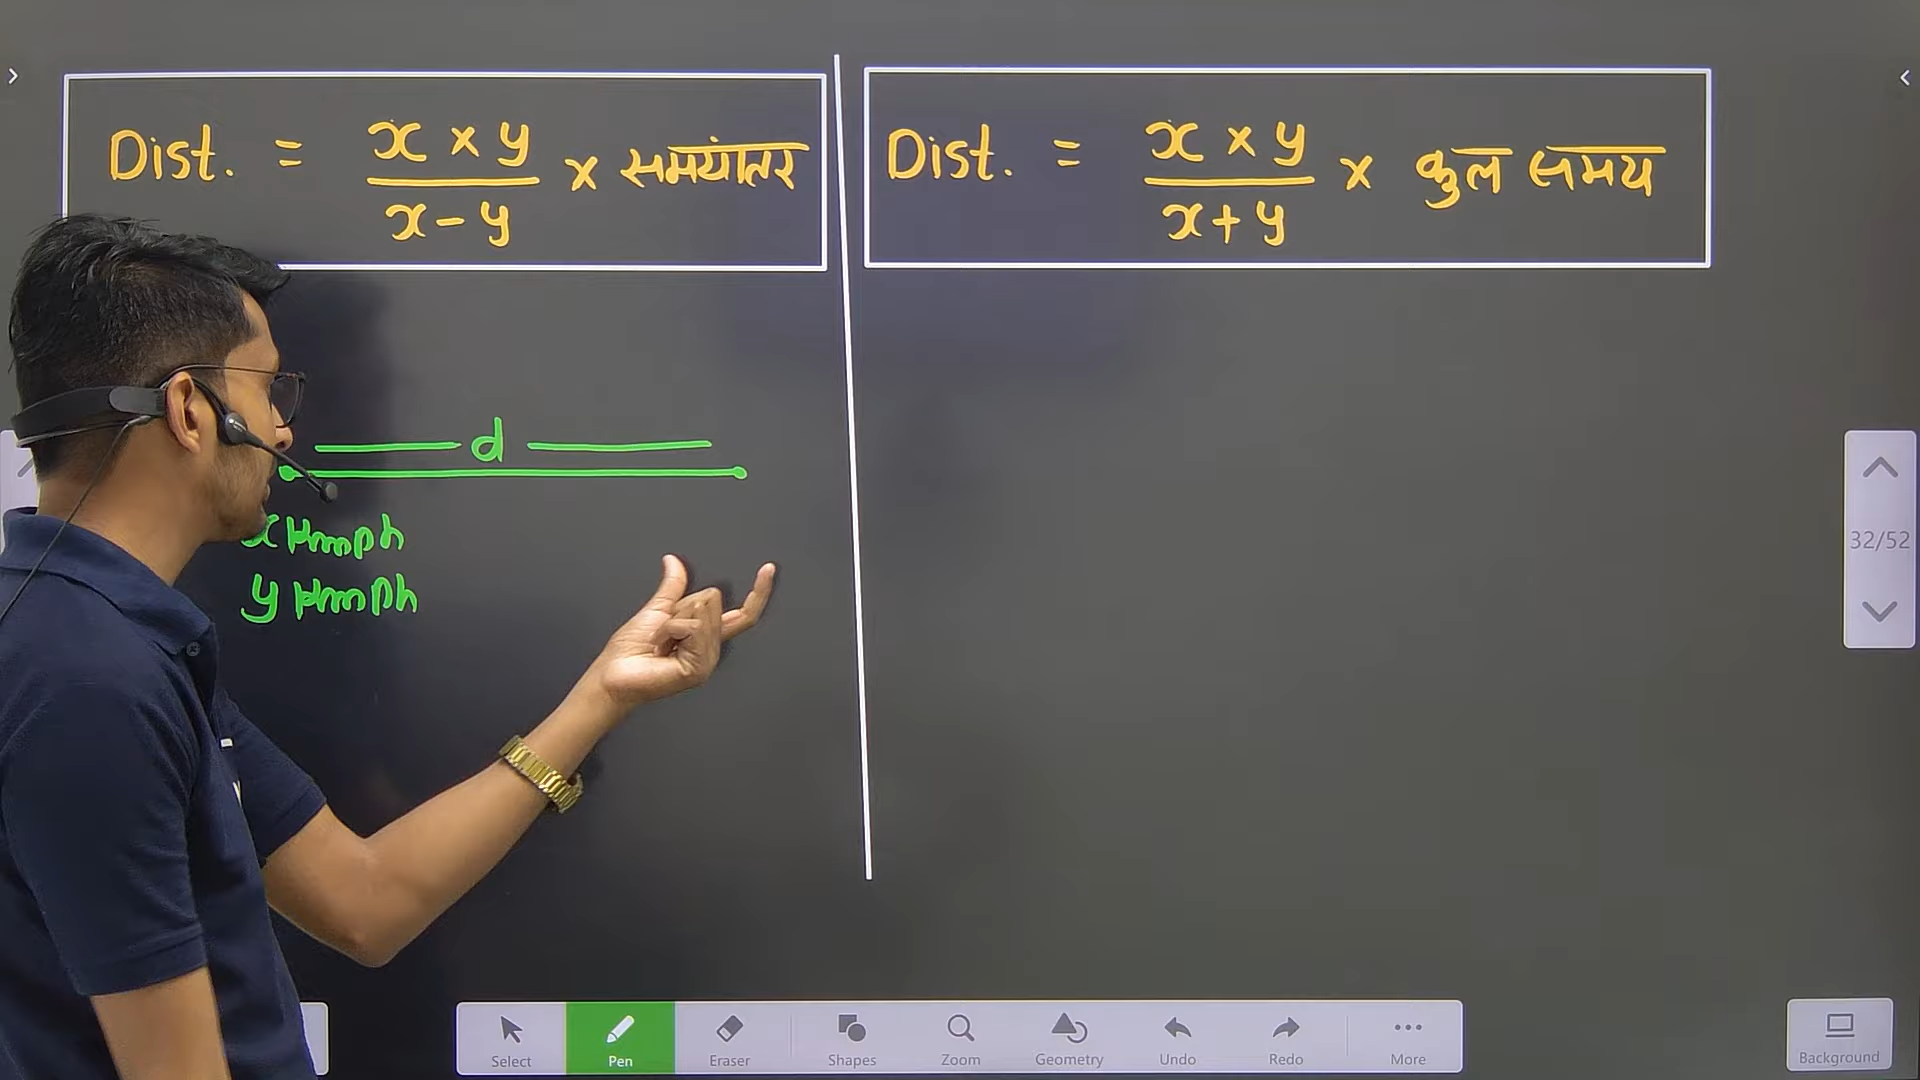 Dist. = x × y / x - y × समयांतर
Dist. = x × y / x + y × कुल समय
d
x kmph
y kmph
32/52
Select Pen Eraser Shapes Zoom Geometry Undo Redo More
Background